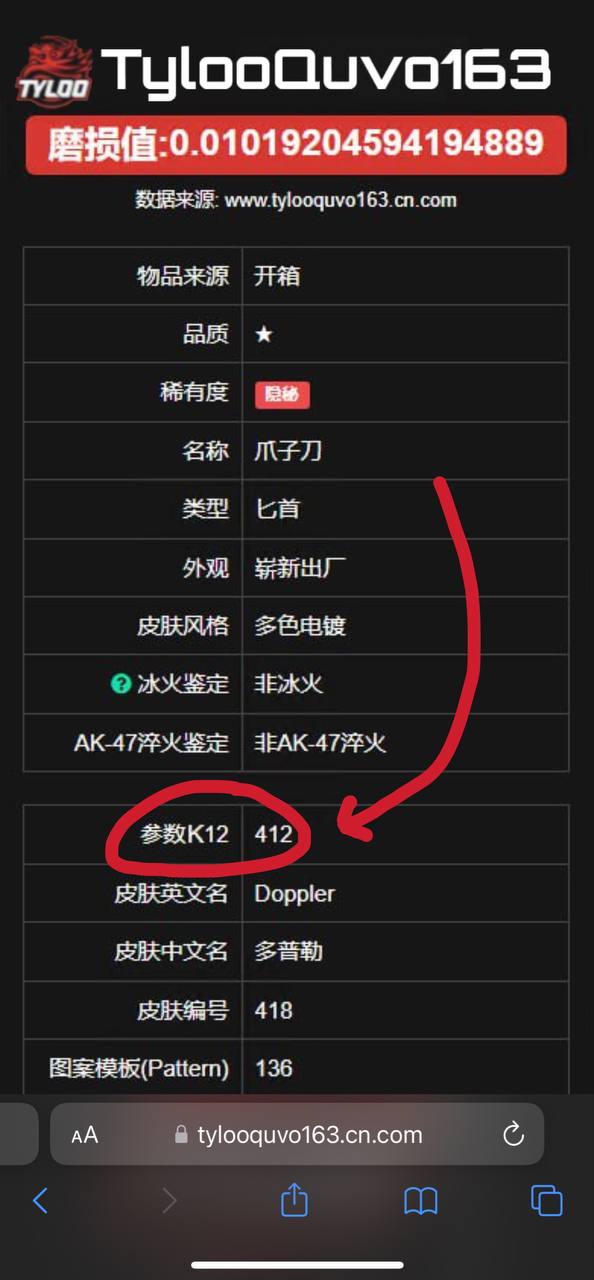 TYLOO
TylooQuvo163
磨损值:0.01019204594194889
数据来源: www.tylooquvo163.cn.com
物品来源 开箱
品质 ★
稀有度 隐秘
名称 爪子刀
类型 匕首
外观 崭新出厂
皮肤风格 多色电镀
? 冰火鉴定 非冰火
AK-47淬火鉴定 非AK-47淬火
参数K12 412
皮肤英文名 Doppler
皮肤中文名 多普勒
皮肤编号 418
图案模板(Pattern) 136
AA tylooquvo163.cn.com